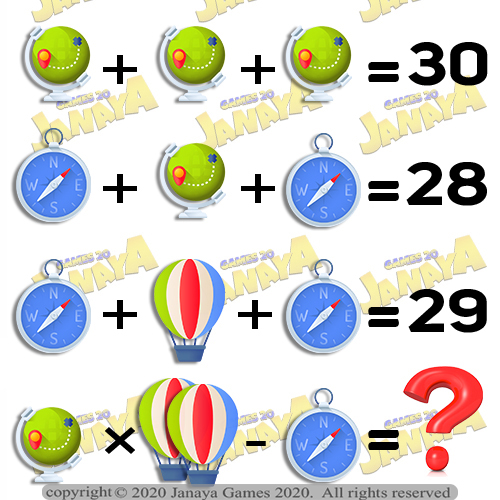 GAMES 20 JANAYA
+ + = 30
N E S W + + N E S W = 28
N E S W + + N E S W = 29
× - N E S W = ?
copyright © 2020 Janaya Games 2020. All rights reserved